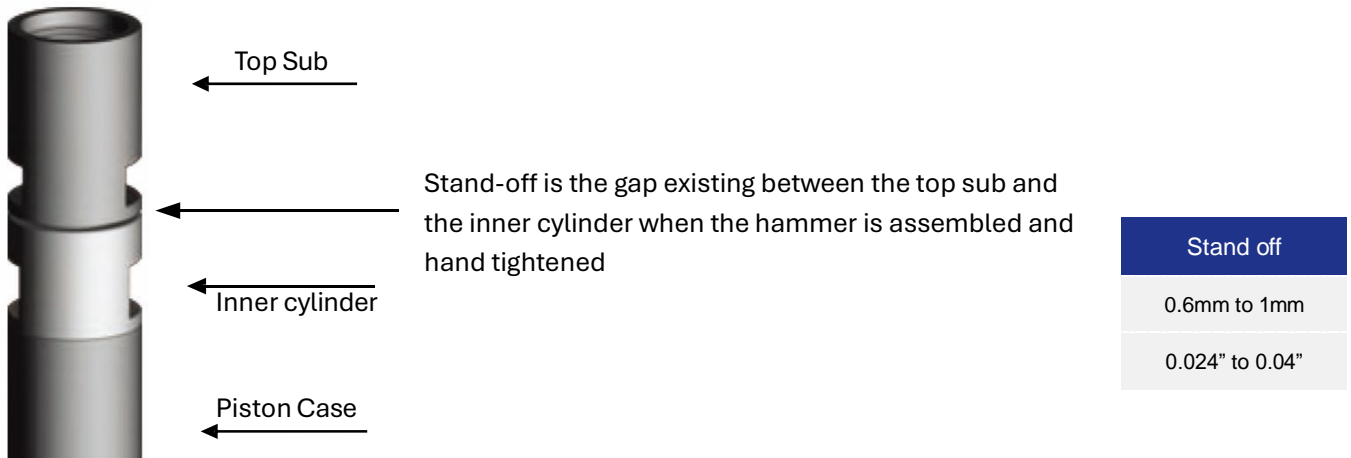 Top Sub
Stand-off is the gap existing between the top sub and
the inner cylinder when the hammer is assembled and
hand tightened
Inner cylinder
Piston Case
Stand off
0.6mm to 1mm
0.024” to 0.04”